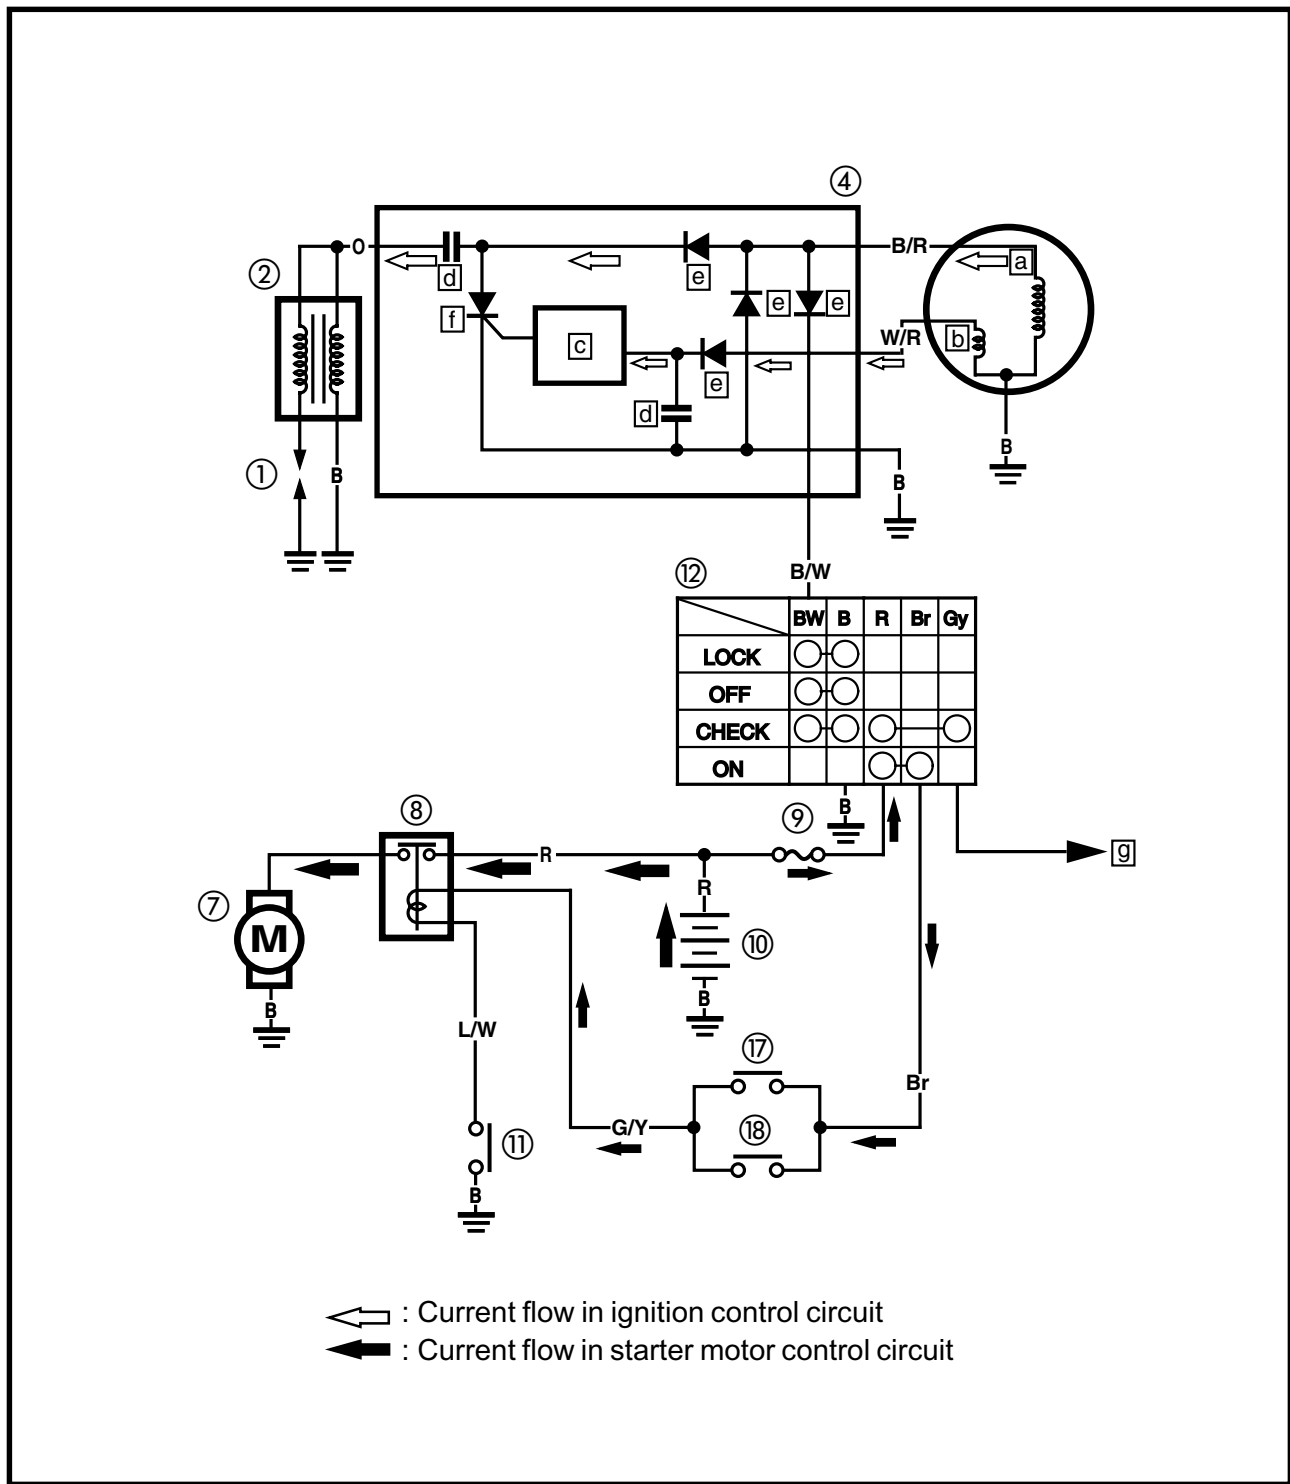 ④
O
B/R
a
②
d
e
e
e
f
c
W/R
b
e
d
B
①
B
B
⑫
B/W
BW B R Br Gy
LOCK
OFF
CHECK
ON
⑧
⑨
B
R
g
⑦
R
M
⑩
B
B
L/W
⑰
Br
G/Y
⑱
⑪
B
: Current flow in ignition control circuit
: Current flow in starter motor control circuit